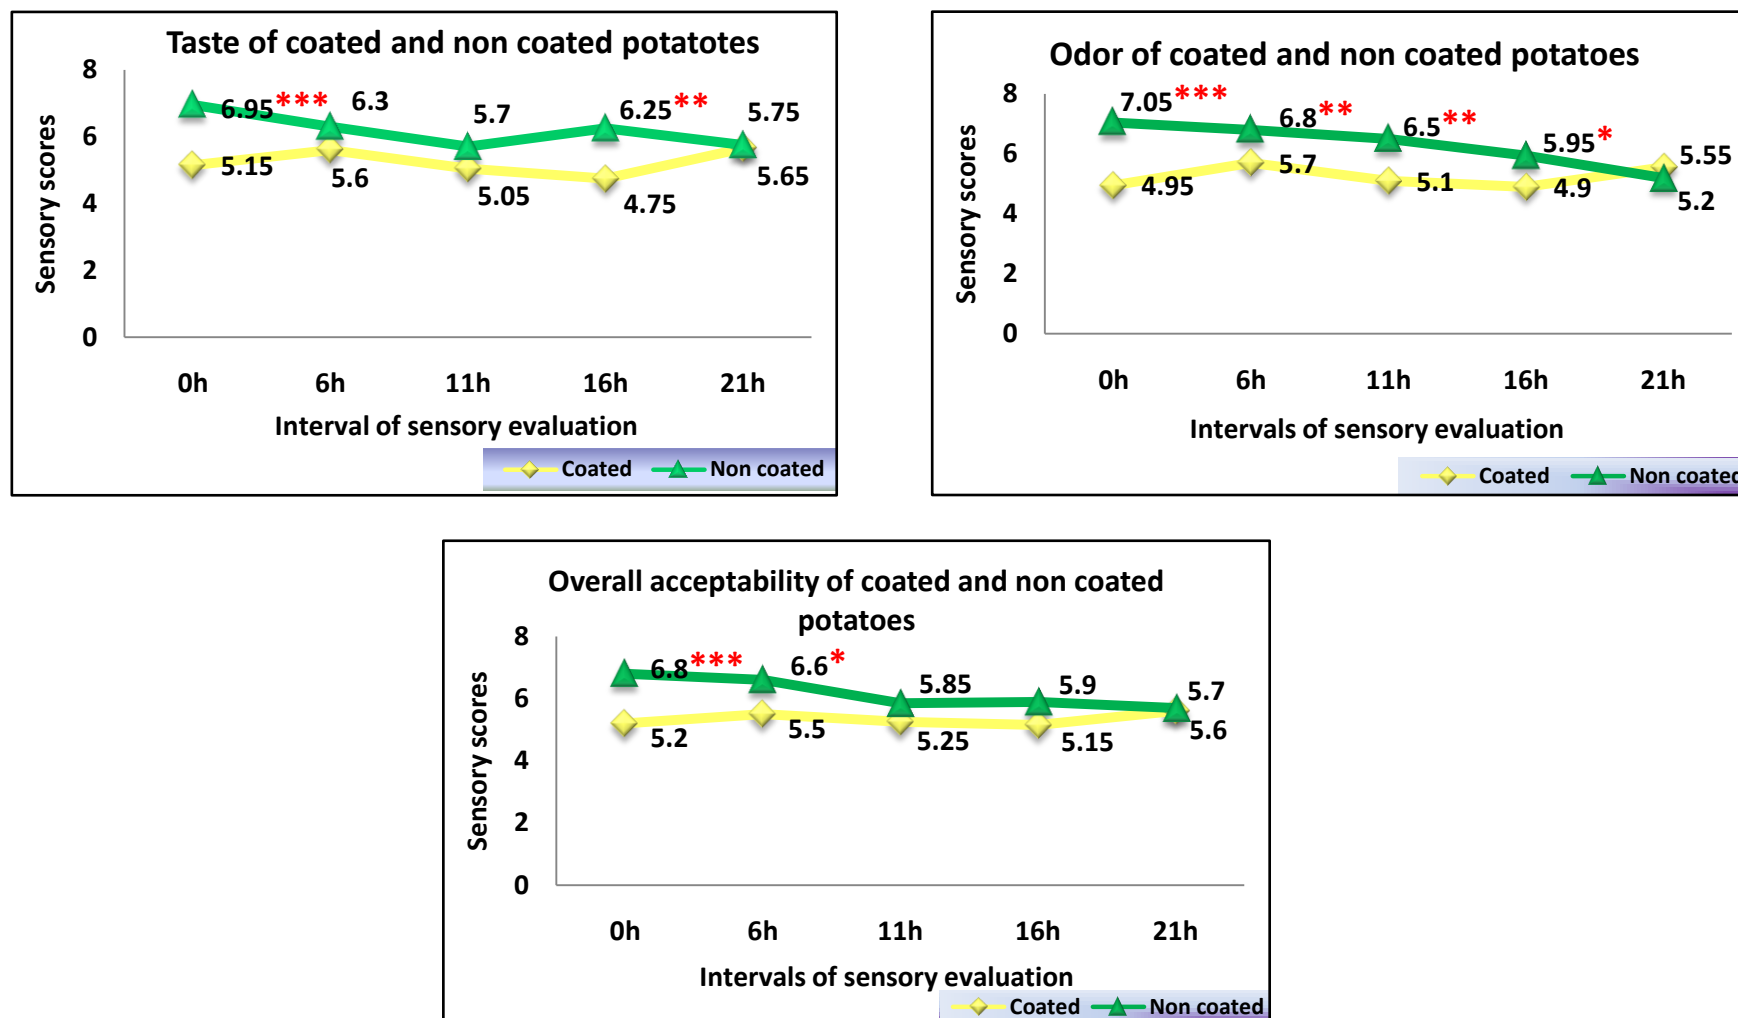 Taste of coated and non coated potatotes
8
6
4
2
0
Sensory scores
6.95***
6.3
5.7
6.25**
5.75
5.15
5.6
5.05
4.75
5.65
0h 6h 11h 16h 21h
Interval of sensory evaluation
Coated Non coated
Odor of coated and non coated potatoes
8
6
4
2
0
Sensory scores
7.05***
6.8**
6.5**
5.95*
5.55
4.95
5.7
5.1
4.9
5.2
0h 6h 11h 16h 21h
Intervals of sensory evaluation
Coated Non coated
Overall acceptability of coated and non coated
potatoes
8
6
4
2
0
Sensory scores
6.8***
6.6*
5.85
5.9
5.7
5.2
5.5
5.25
5.15
5.6
0h 6h 11h 16h 21h
Intervals of sensory evaluation
Coated Non coated